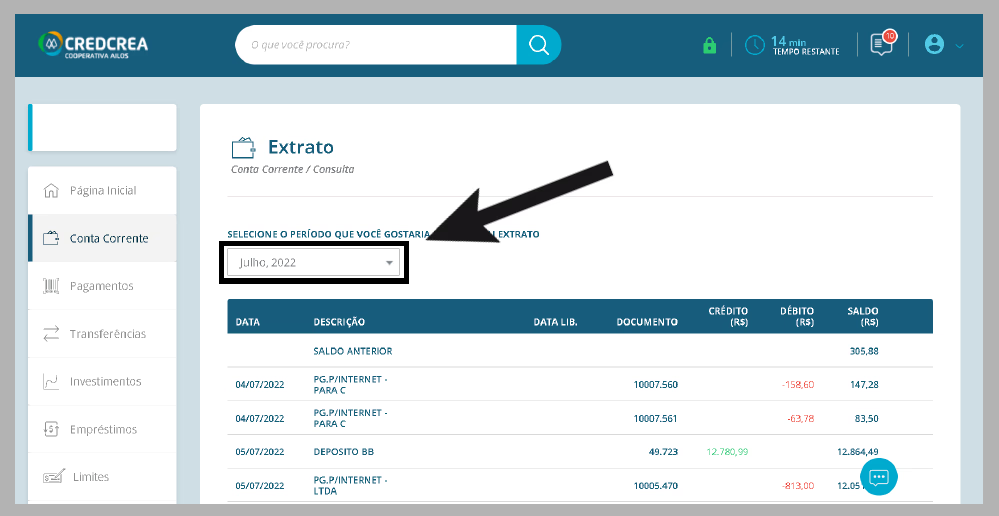 CREDCREA
COOPERATIVA AILOS
O que você procura?
14 min
TEMPO RESTANTE
10
Página Inicial
Conta Corrente
Pagamentos
Transferências
Investimentos
Empréstimos
Limites
Extrato
Conta Corrente / Consulta
SELECIONE O PERÍODO QUE VOCÊ GOSTARIA EXTRATO
Julho, 2022
DATA DESCRIÇÃO DATA LIB. DOCUMENTO CRÉDITO (R$) DÉBITO (R$) SALDO (R$)
SALDO ANTERIOR 305,88
04/07/2022 PG.P/INTERNET - PARA C 10007.560 -158,60 147,28
04/07/2022 PG.P/INTERNET - PARA C 10007.561 -63,78 83,50
05/07/2022 DEPOSITO BB 49.723 12.780,99 12.864,49
05/07/2022 PG.P/INTERNET - LTDA 10005.470 -813,00